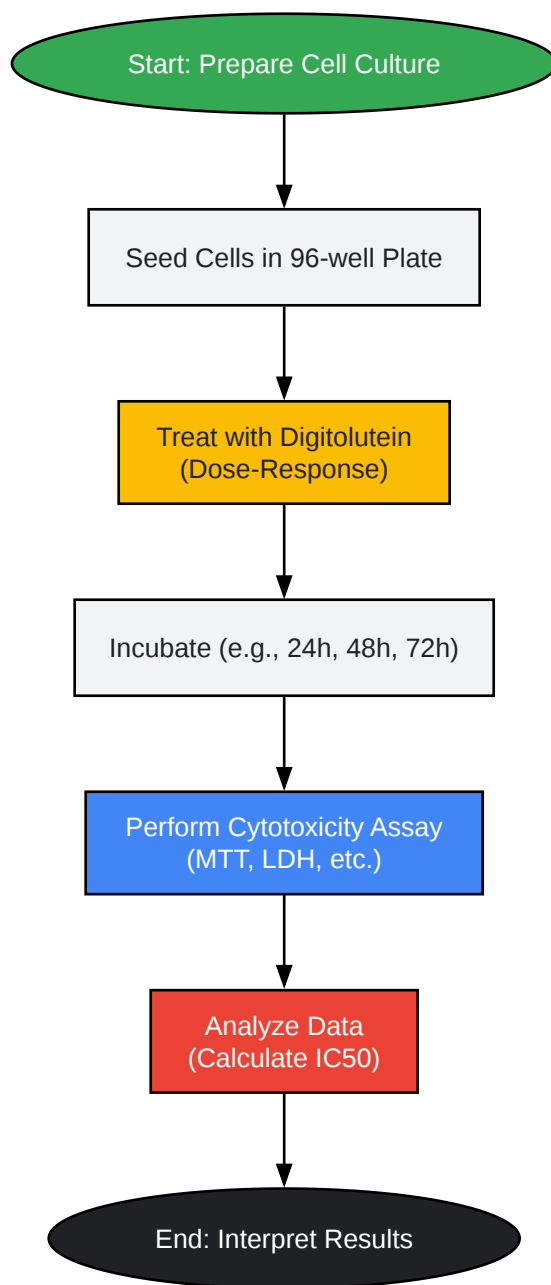 Start: Prepare Cell Culture
Seed Cells in 96-well Plate
Treat with Digitolutein
(Dose-Response)
Incubate (e.g., 24h, 48h, 72h)
Perform Cytotoxicity Assay
(MTT, LDH, etc.)
Analyze Data
(Calculate IC50)
End: Interpret Results